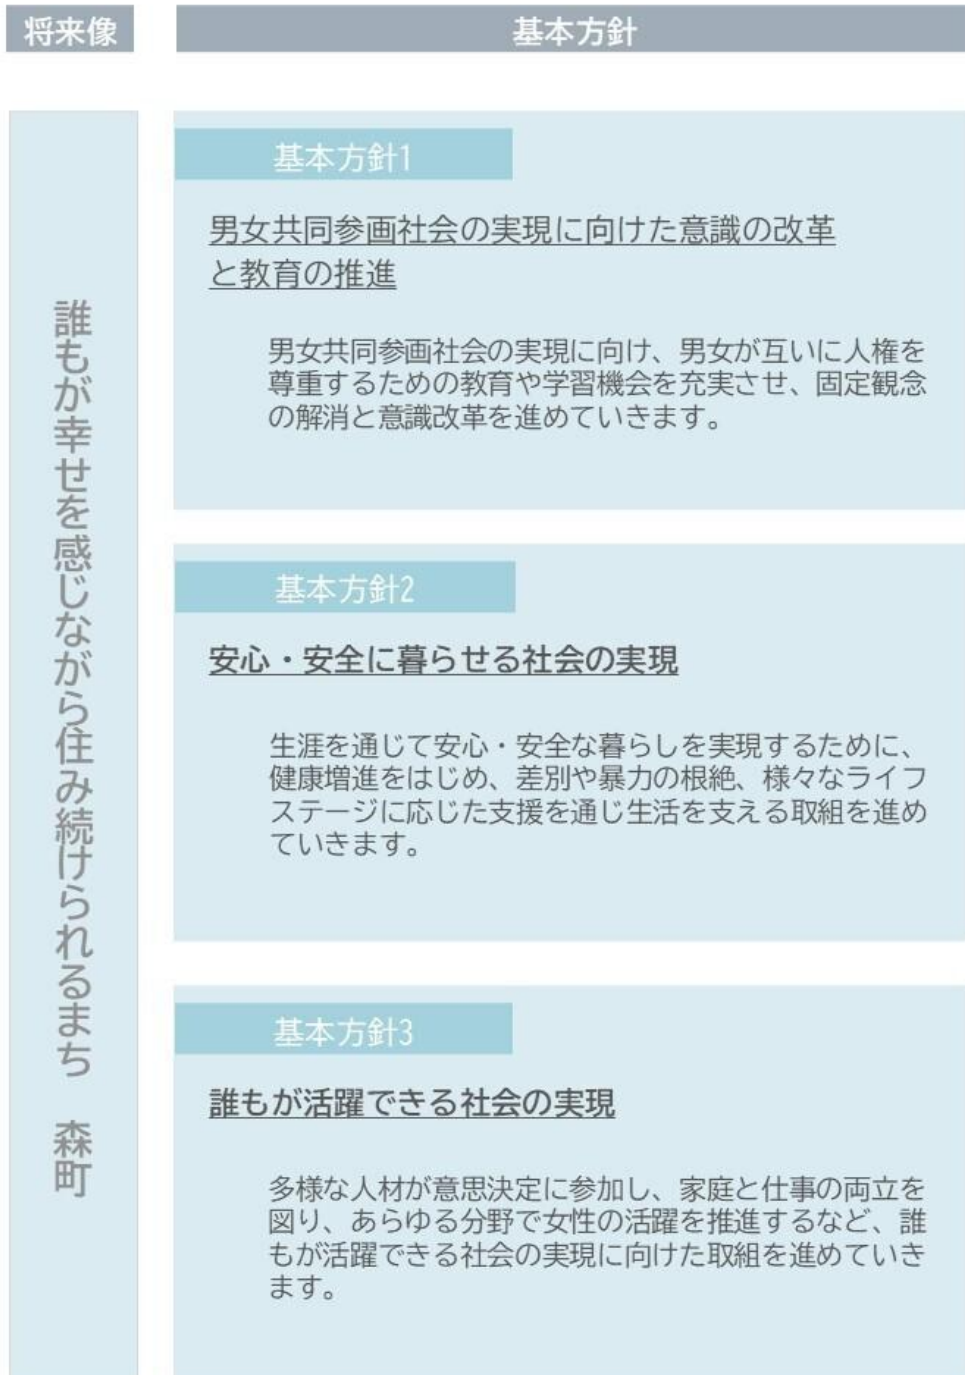 将来像
基本方針
誰もが幸せを感じながら住み続けられるまち　森町
基本方針1
男女共同参画社会の実現に向けた意識の改革
と教育の推進
男女共同参画社会の実現に向け、男女が互いに人権を
尊重するための教育や学習機会を充実させ、固定観念
の解消と意識改革を進めていきます。
基本方針2
安心・安全に暮らせる社会の実現
生涯を通じて安心・安全な暮らしを実現するために、
健康増進をはじめ、差別や暴力の根絶、様々なライフ
ステージに応じた支援を通じ生活を支える取組を進め
ていきます。
基本方針3
誰もが活躍できる社会の実現
多様な人材が意思決定に参加し、家庭と仕事の両立を
図り、あらゆる分野で女性の活躍を推進するなど、誰
もが活躍できる社会の実現に向けた取組を進めていき
ます。